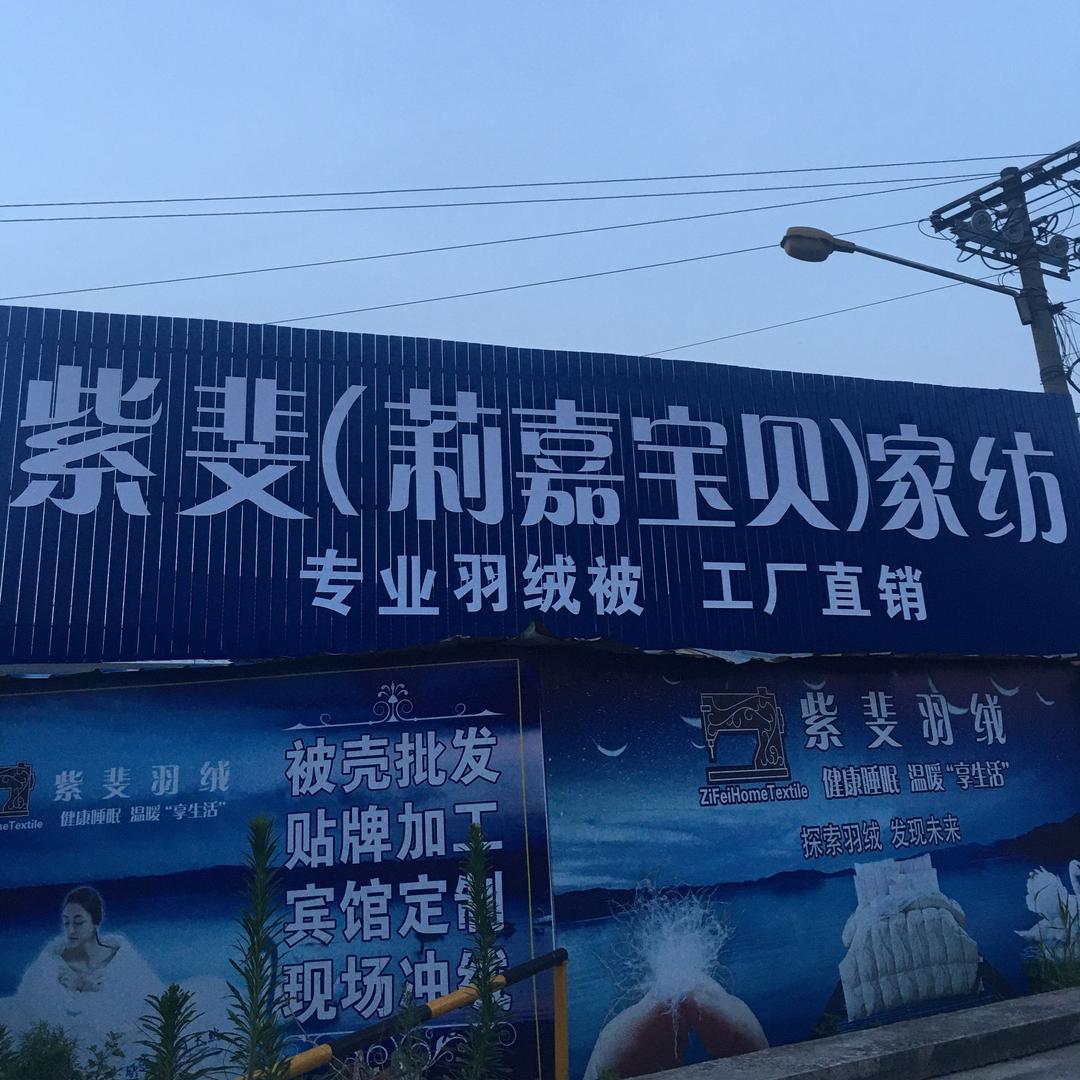 紫斐(莉嘉宝贝)家纺
专业羽绒被 工厂直销
紫斐羽绒
健康睡眠 温暖“享生活”
meTextile
被壳批发
贴牌加工
宾馆定制
现场冲绒
紫斐羽绒
健康睡眠 温暖“享生活”
ZiFeiHomeTextile
探索羽绒 发现未来